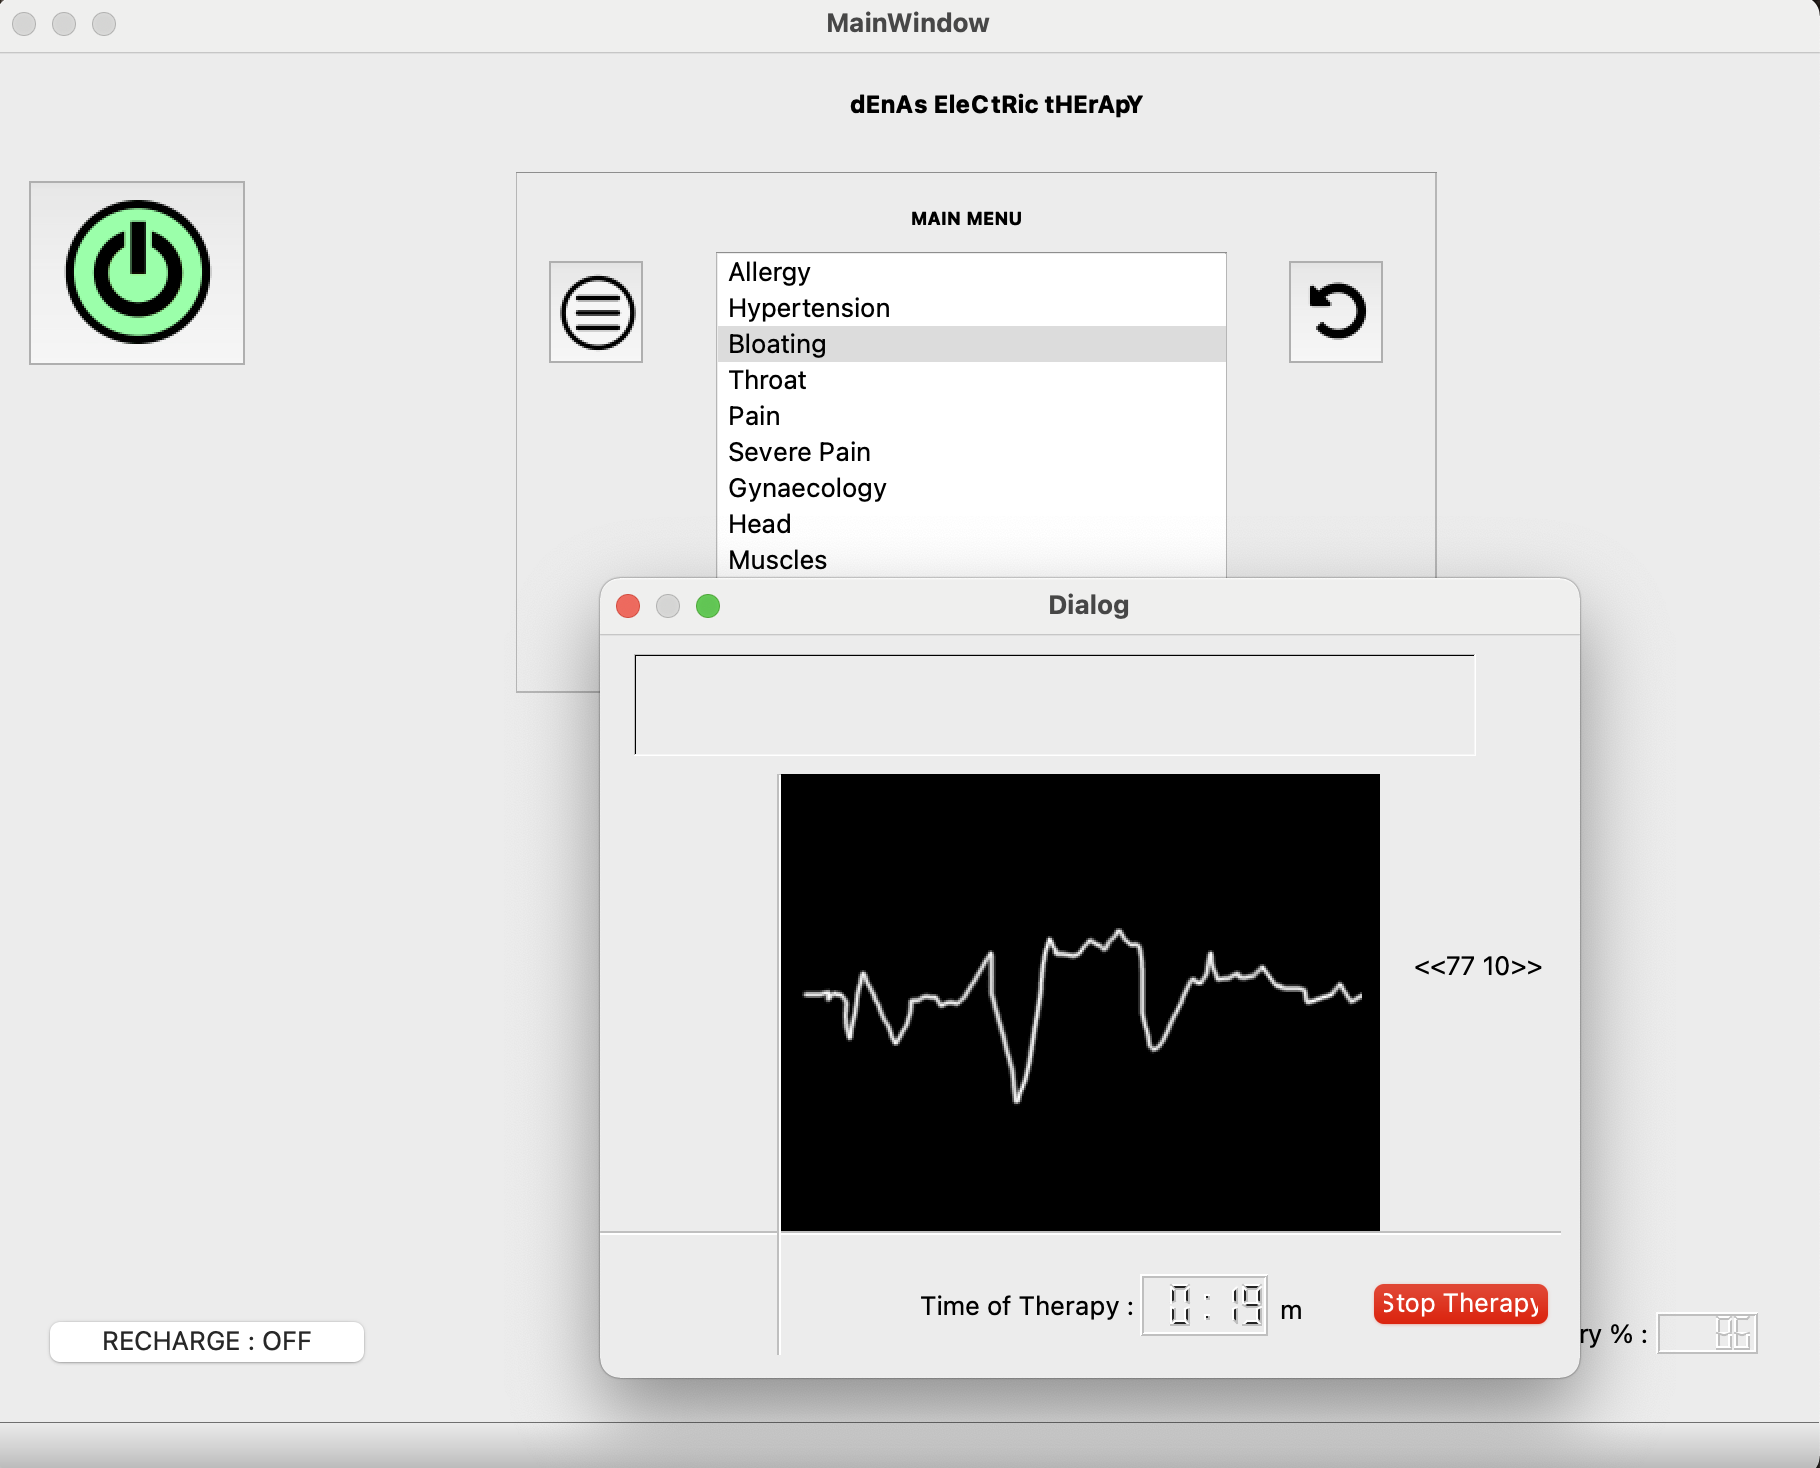 MainWindow
dEnAs EleCtRic tHErApY
MAIN MENU
Allergy
Hypertension
Bloating
Throat
Pain
Severe Pain
Gynaecology
Head
Muscles
Dialog
<<77 10>>
Time of Therapy : 0:19 m
Stop Therapy
RECHARGE : OFF
ry % : 86